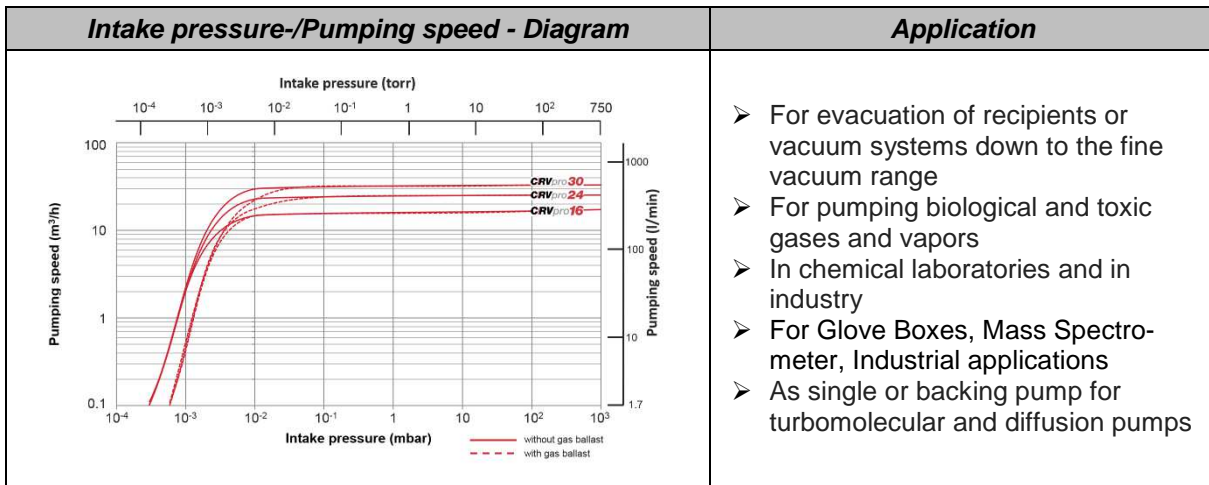 Intake pressure-/Pumping speed - Diagram
Application
Intake pressure (torr)
10-4 10-3 10-2 10-1 1 10 10² 750
100
10
1
0.1
Pumping speed (m³/h)
CRVpro30
CRVpro24
CRVpro16
1000
100
10
1.7
Pumping speed (l/min)
10-4 10-3 10-2 10-1 1 10 10² 10³
Intake pressure (mbar)
without gas ballast
with gas ballast
➢ For evacuation of recipients or
vacuum systems down to the fine
vacuum range
➢ For pumping biological and toxic
gases and vapors
➢ In chemical laboratories and in
industry
➢ For Glove Boxes, Mass Spectro-
meter, Industrial applications
➢ As single or backing pump for
turbomolecular and diffusion pumps